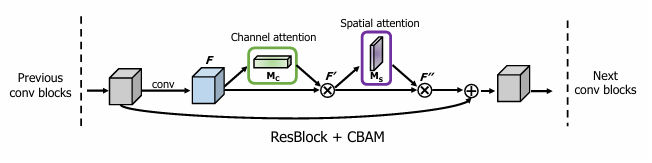 Channel attention
Spatial attention
Previous
conv blocks
conv
F
Mc
F′
Ms
F″
Next
conv blocks
ResBlock + CBAM